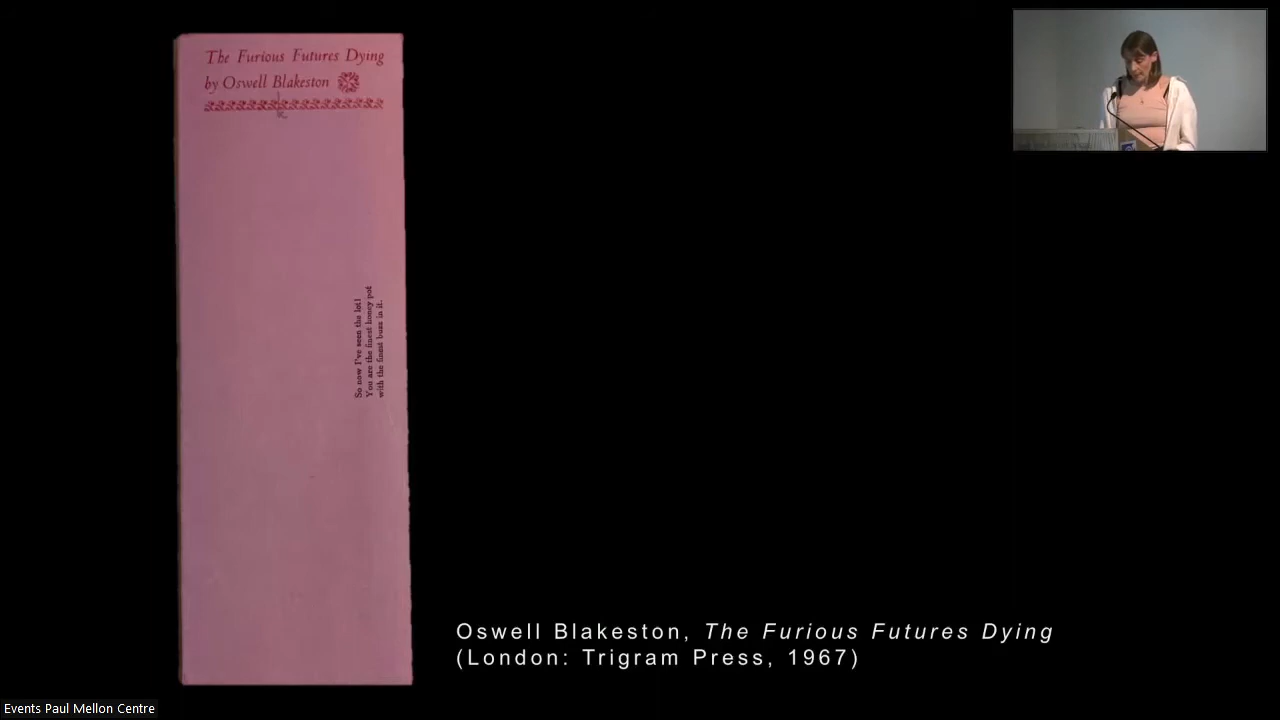 The Furious Futures Dying
by Oswell Blakeston
So now I've seen the lot!
You are the finest honey pot
with the finest buzz in it.
Oswell Blakeston, The Furious Futures Dying
(London: Trigram Press, 1967)
Events Paul Mellon Centre